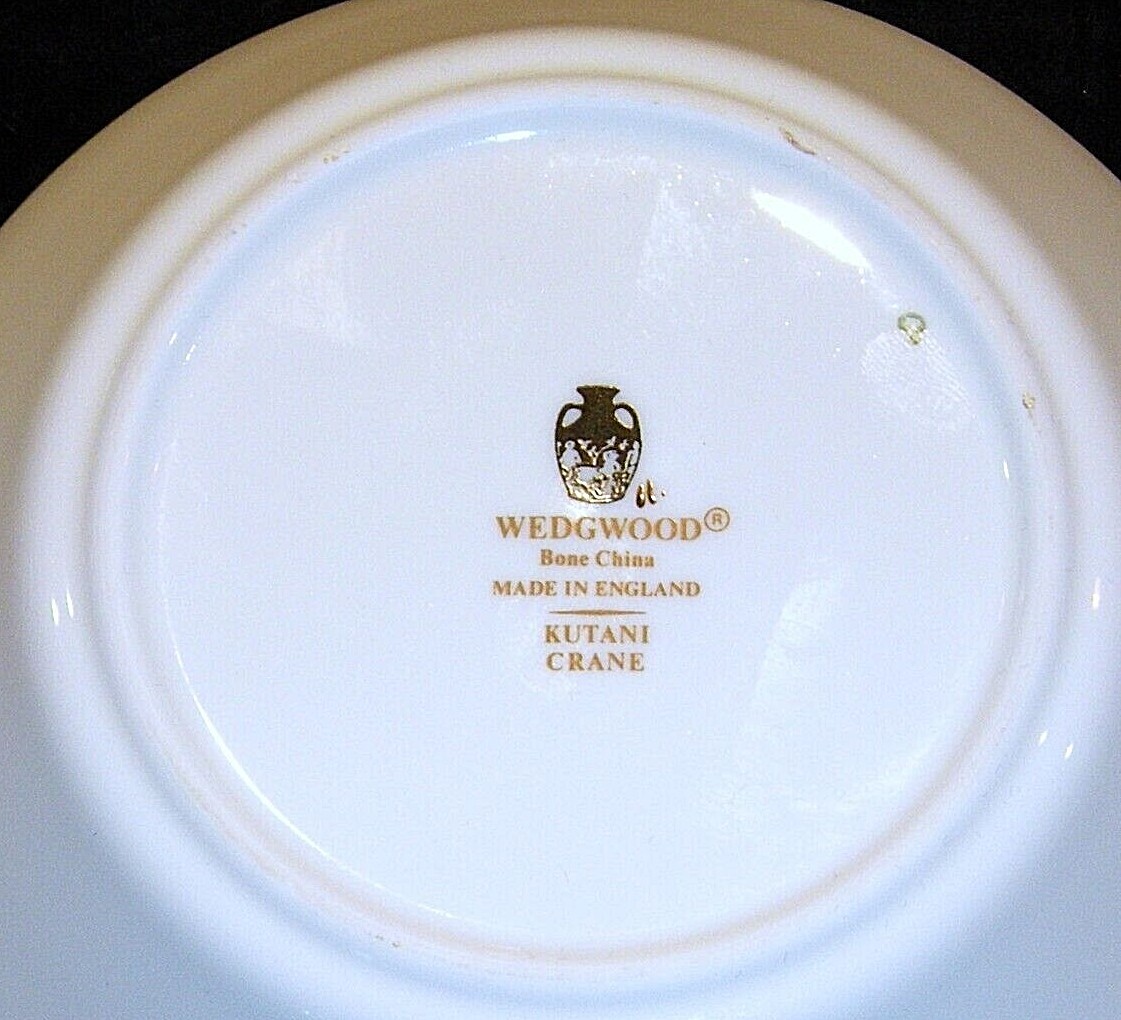 WEDGWOOD®
Bone China
MADE IN ENGLAND
KUTANI
CRANE